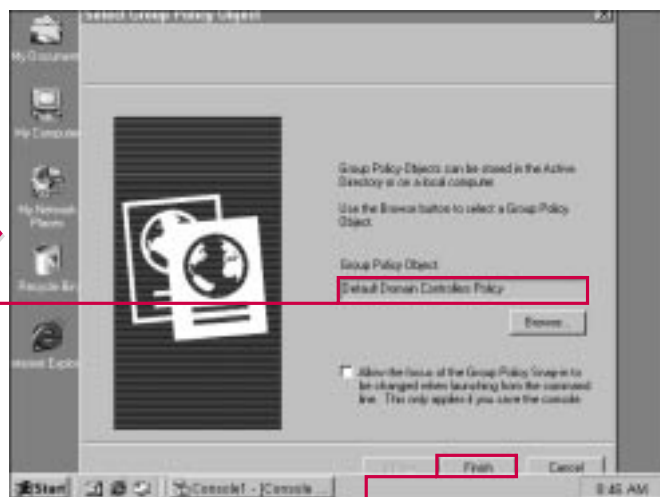 Select Group Policy Object
My Documents
My Computer
My Network
Places
Recycle Bin
Internet Explor
Group Policy Objects can be stored in the Active
Directory or on a local computer.
Use the Browse button to select a Group Policy
Object.
Group Policy Object:
Default Domain Controllers Policy
Browse...
Allow the focus of the Group Policy Snap-in to
be changed when launching from the command
line. This only applies if you save the console.
Finish
Cancel
Start
Console1 - [Console ...
8:45 AM